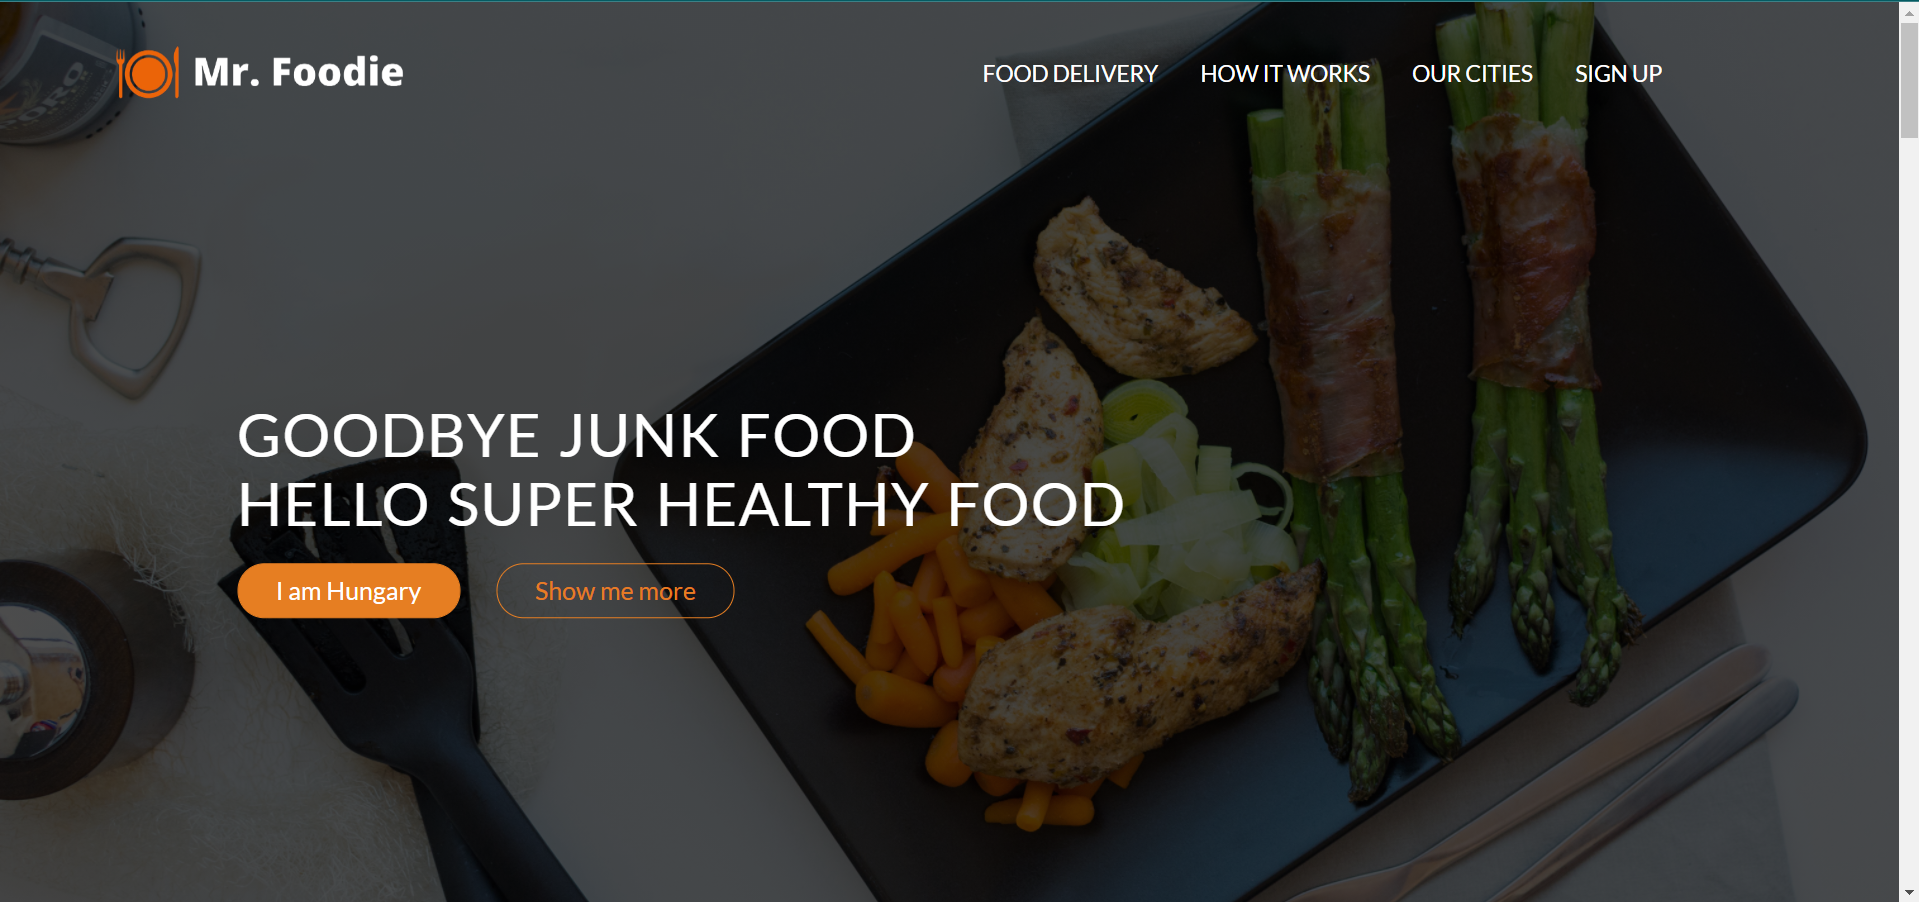 Mr. Foodie
FOOD DELIVERY
HOW IT WORKS
OUR CITIES
SIGN UP
GOODBYE JUNK FOOD
HELLO SUPER HEALTHY FOOD
I am Hungary
Show me more